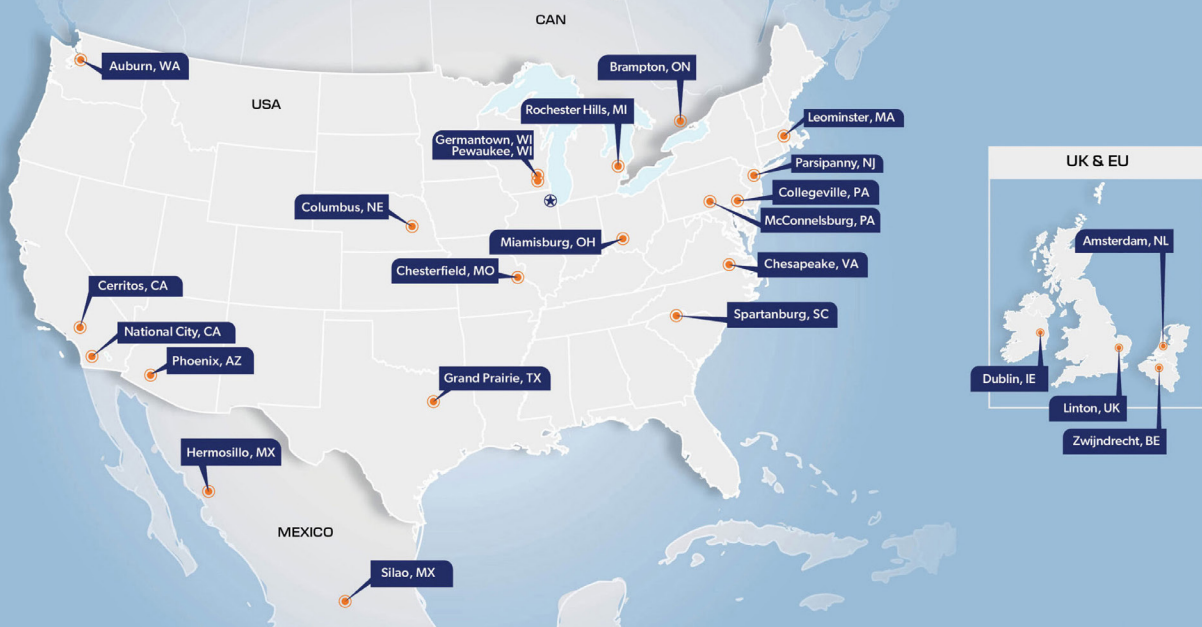 CAN
Auburn, WA
Brampton, ON
USA
Rochester Hills, MI
Leominster, MA
Germantown, WI
Pewaukee, WI
Parsipanny, NJ
UK & EU
Collegeville, PA
Columbus, NE
McConnelsburg, PA
Miamisburg, OH
Amsterdam, NL
Chesterfield, MO
Chesapeake, VA
Cerritos, CA
Spartanburg, SC
National City, CA
Phoenix, AZ
Grand Prairie, TX
Dublin, IE
Linton, UK
Zwijndrecht, BE
Hermosillo, MX
MEXICO
Silao, MX